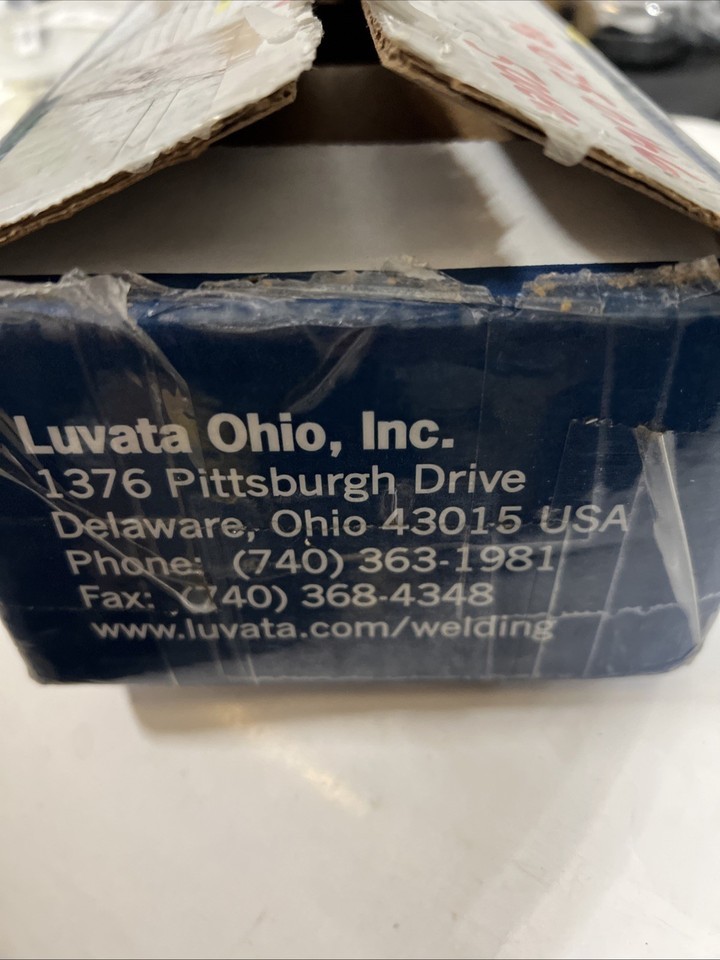 Luvata Ohio, Inc.
1376 Pittsburgh Drive
Delaware, Ohio 43015 USA
Phone: (740) 363-1981
Fax: (740) 368-4348
www.luvata.com/welding